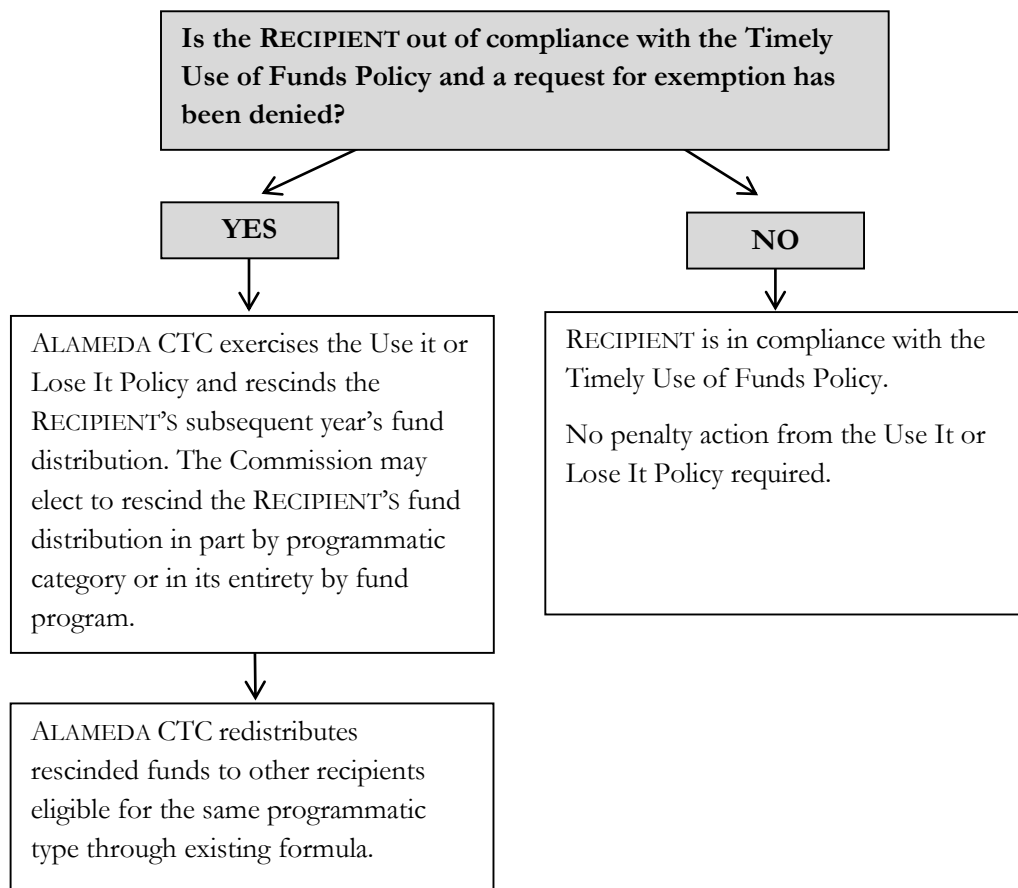 Is the RECIPIENT out of compliance with the Timely
Use of Funds Policy and a request for exemption has
been denied?
YES
NO
ALAMEDA CTC exercises the Use it or
Lose It Policy and rescinds the
RECIPIENT’S subsequent year’s fund
distribution. The Commission may
elect to rescind the RECIPIENT’S fund
distribution in part by programmatic
category or in its entirety by fund
program.
RECIPIENT is in compliance with the
Timely Use of Funds Policy.
No penalty action from the Use It or
Lose It Policy required.
ALAMEDA CTC redistributes
rescinded funds to other recipients
eligible for the same programmatic
type through existing formula.